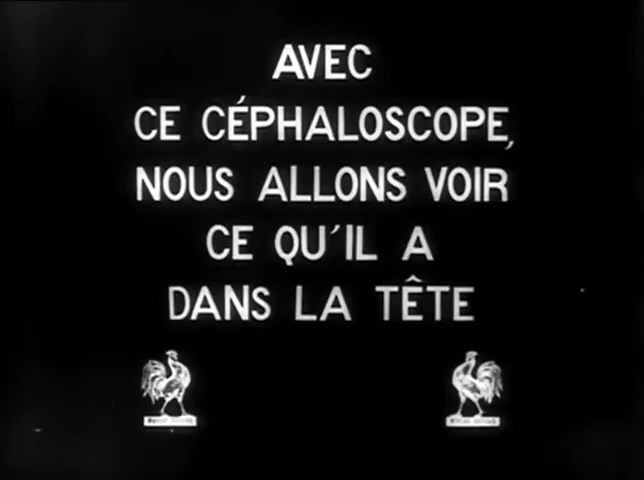 AVEC
CE CÉPHALOSCOPE,
NOUS ALLONS VOIR
CE QU'IL A
DANS LA TÊTE